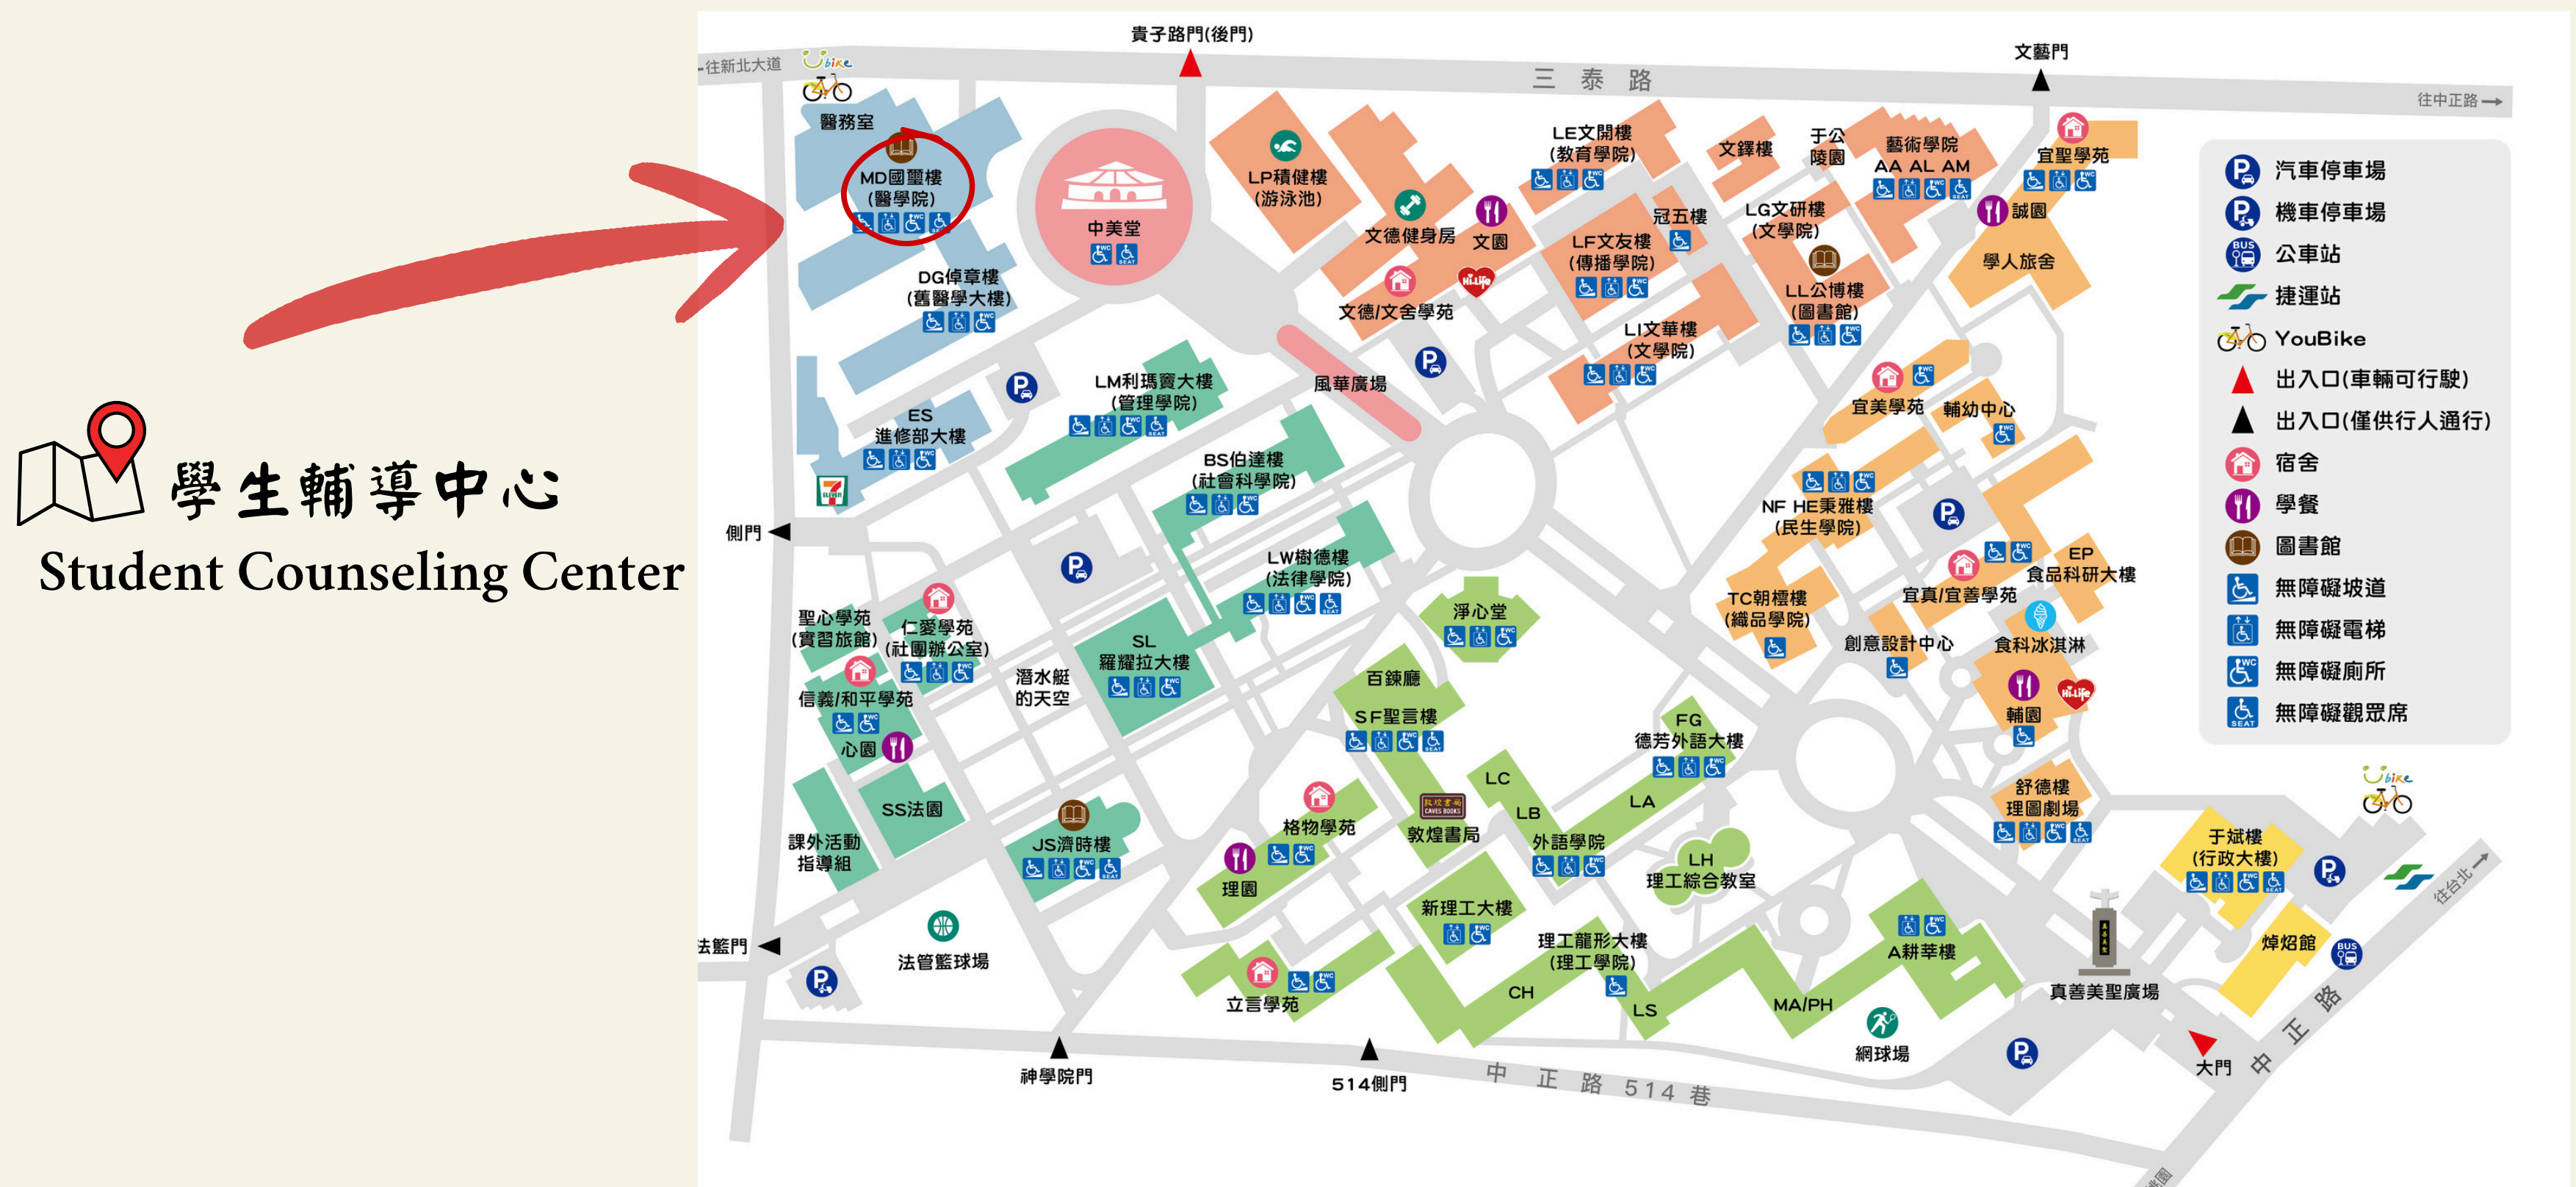 學生輔導中心
Student Counseling Center
貴子路門(後門)
文藝門
←往新北大道
Ubike
三 泰 路
往中正路→
醫務室
MD國璽樓
(醫學院)
SEAT
DG倬章樓
(舊醫學大樓)
ES
進修部大樓
7
ELEVEN
側門
中美堂
SEAT
LP積健樓
(游泳池)
文德健身房
文園
文德/文舍學苑
Hi-Life
LE文開樓
(教育學院)
文鐸樓
于公
陵園
藝術學院
AA AL AM
宜聖學苑
誠園
學人旅舍
LF文友樓
(傳播學院)
冠五樓
LG文研樓
(文學院)
LL公博樓
(圖書館)
LI文華樓
(文學院)
風華廣場
LM利瑪竇大樓
(管理學院)
BS伯達樓
(社會科學院)
LW樹德樓
(法律學院)
SL
羅耀拉大樓
聖心學苑
(實習旅館)
仁愛學苑
(社團辦公室)
信義/和平學苑
心園
潛水艇
的天空
SS法園
課外活動
指導組
JS濟時樓
法籃門
法管籃球場
宜美學苑
輔幼中心
NF HE秉雅樓
(民生學院)
宜真/宜善學苑
EP
食品科研大樓
TC朝橒樓
(織品學院)
創意設計中心
食科冰淇淋
輔園
Hi-Life
舒德樓
理圖劇場
淨心堂
百鍊廳
SF聖言樓
FG
德芳外語大樓
LC
LB
LA
外語學院
敦煌書局
CAVES BOOKS
敦煌書局
格物學苑
理園
LH
理工綜合教室
新理工大樓
理工龍形大樓
(理工學院)
立言學苑
CH
LS
MA/PH
A耕莘樓
網球場
真善美聖廣場
于斌樓
(行政大樓)
焯炤館
BUS
Ubike
往台北→
中正路
大門
神學院門
514側門
中 正 路 514 巷
汽車停車場
機車停車場
BUS
公車站
捷運站
YouBike
出入口(車輛可行駛)
出入口(僅供行人通行)
宿舍
學餐
圖書館
無障礙坡道
無障礙電梯
WC
無障礙廁所
SEAT
無障礙觀眾席